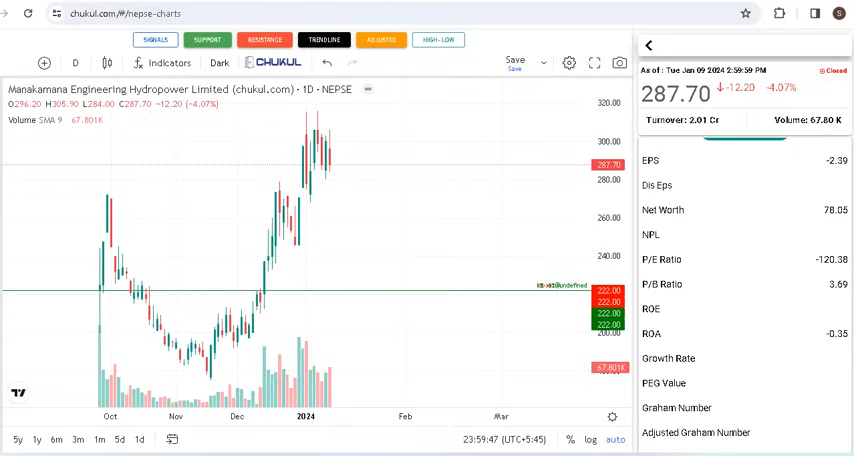 chukul.com/#/nepse-charts
S
SIGNALS SUPPORT RESISTANCE TRENDLINE ADJUSTED HIGH-LOW
D Indicators Dark CHUKUL Save
Save
Manakamana Engineering Hydropower Limited (chukul.com) · 1D · NEPSE
O296.20 H305.90 L284.00 C287.70 −12.20 (−4.07%)
Volume SMA 9 67.801K
320.00
300.00
287.70
280.00
260.00
240.00
222.00
222.00
222.00
222.00
67.801K
Oct Nov Dec 2024 Feb Mar
5y 1y 6m 3m 1m 5d 1d 23:59:47 (UTC+5:45) % log auto
As of : Tue Jan 09 2024 2:59:59 PM Closed
287.70 -12.20 -4.07%
Turnover: 2.01 Cr Volume: 67.80 K
EPS -2.39
Dis Eps
Net Worth 78.05
NPL
P/E Ratio -120.38
P/B Ratio 3.69
ROE
ROA -0.35
Growth Rate
PEG Value
Graham Number
Adjusted Graham Number